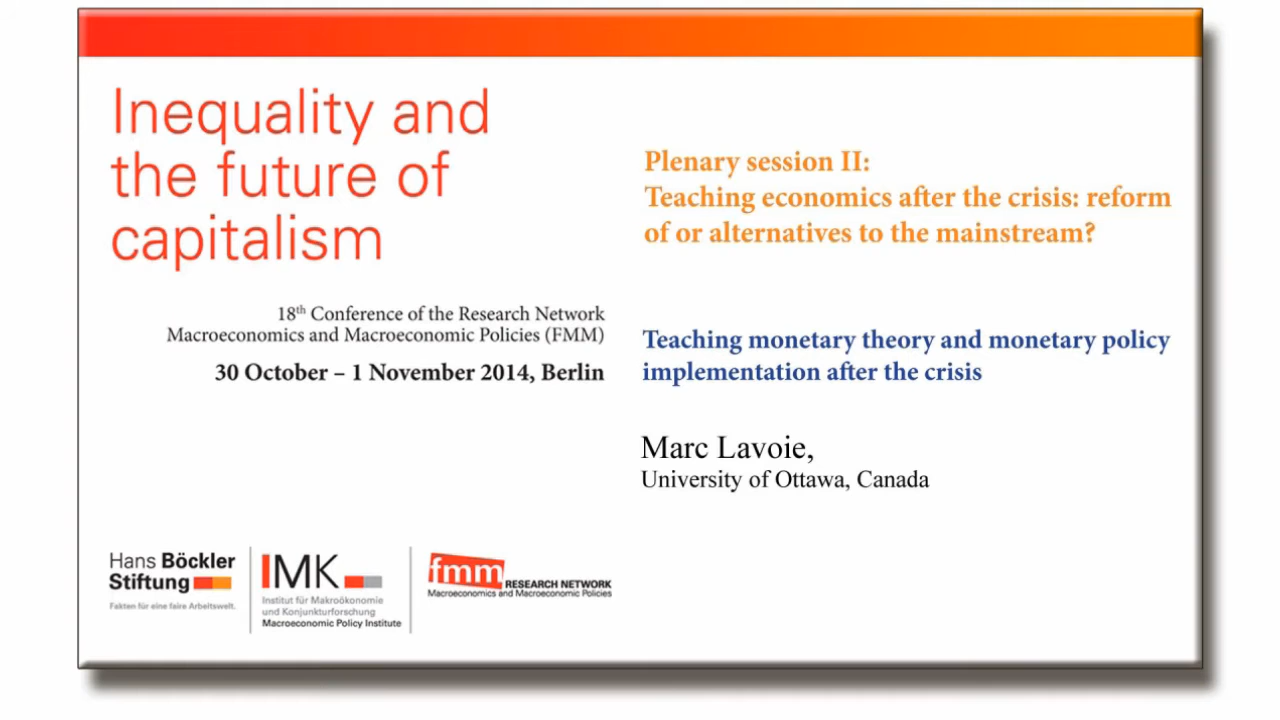 Inequality and
the future of
capitalism
18th Conference of the Research Network
Macroeconomics and Macroeconomic Policies (FMM)
30 October – 1 November 2014, Berlin
Plenary session II:
Teaching economics after the crisis: reform
of or alternatives to the mainstream?
Teaching monetary theory and monetary policy
implementation after the crisis
Marc Lavoie,
University of Ottawa, Canada
Hans Böckler
Stiftung
Fakten für eine faire Arbeitswelt.
IMK
Institut für Makroökonomie
und Konjunkturforschung
Macroeconomic Policy Institute
fmm RESEARCH NETWORK
Macroeconomics and Macroeconomic Policies